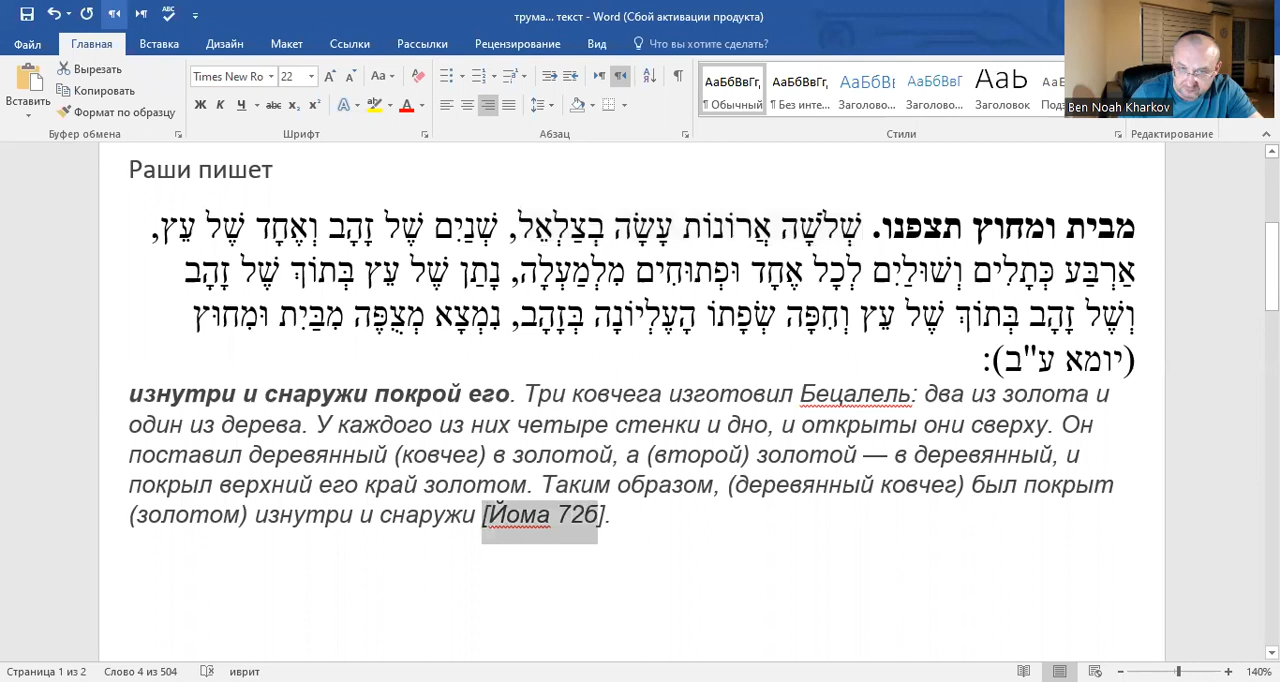 трума... текст - Word (Сбой активации продукта)
Файл Главная Вставка Дизайн Макет Ссылки Рассылки Рецензирование Вид Что вы хотите сделать?
Вставить
Вырезать
Копировать
Формат по образцу
Буфер обмена
Times New Ro 22
Ж К Ч
Шрифт
Абзац
АаБбВвГг, АаБбВвГг, АаБбВв АаБбВвГ АаБ
¶ Обычный ¶ Без инте... Заголово... Заголово... Заголовок
Стили
Редактирование
Ben Noah Kharkov
Раши пишет
מבית ומחוץ תצפנו. שְׁלֹשָׁה אֲרוֹנוֹת עָשָׂה בְצַלְאֵל, שְׁנַיִם שֶׁל זָהָב וְאֶחָד שֶׁל עֵץ,
אַרְבַּע כְּתָלִים וְשׁוּלַיִם לְכָל אֶחָד וּפְתוּחִים מִלְמַעְלָה, נָתַן שֶׁל עֵץ בְּתוֹךְ שֶׁל זָהָב
וְשֶׁל זָהָב בְּתוֹךְ שֶׁל עֵץ וְחִפָּה שְׂפָתוֹ הָעֶלְיוֹנָה בְּזָהָב, נִמְצָא מְצֻפֶּה מִבַּיִת וּמִחוּץ
(יומא ע"ב):
изнутри и снаружи покрой его. Три ковчега изготовил Бецалель: два из золота и
один из дерева. У каждого из них четыре стенки и дно, и открыты они сверху. Он
поставил деревянный (ковчег) в золотой, а (второй) золотой — в деревянный, и
покрыл верхний его край золотом. Таким образом, (деревянный ковчег) был покрыт
(золотом) изнутри и снаружи [Йома 72б].
Страница 1 из 2 Слово 4 из 504 иврит 140%